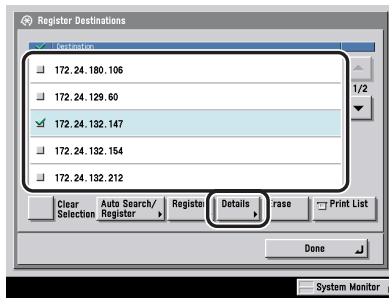 Register Destinations
Destination
172.24.180.106
172.24.129.60
1/2
172.24.132.147
172.24.132.154
172.24.132.212
Clear Selection
Auto Search/ Register
Register
Details
rase
Print List
Done
System Monitor